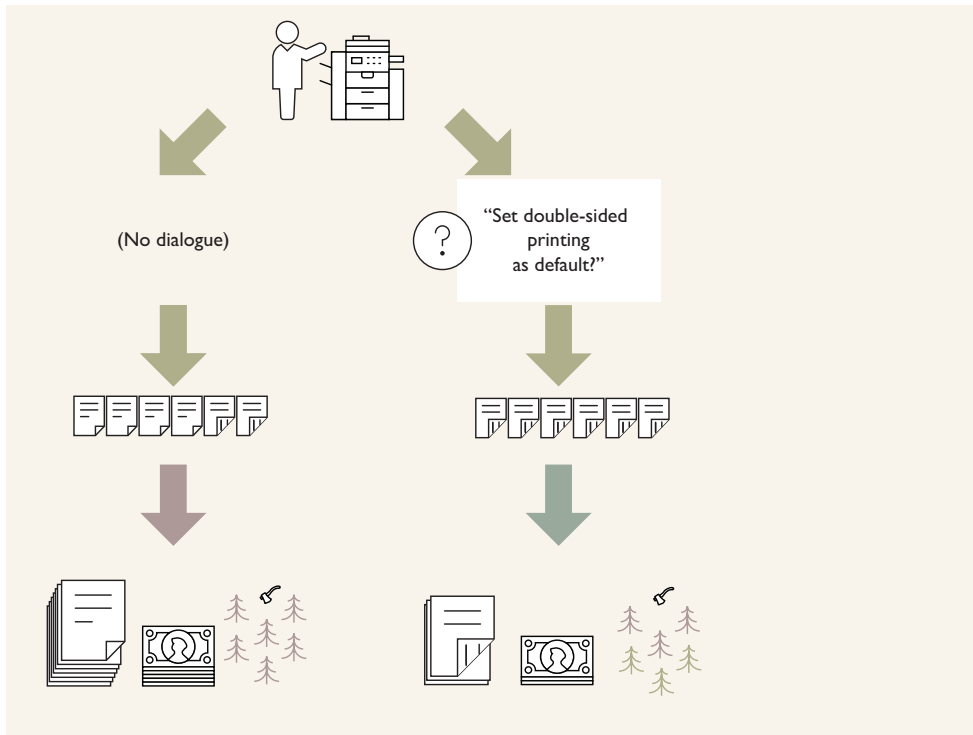 (No dialogue)
“Set double-sided
printing
as default?”
?